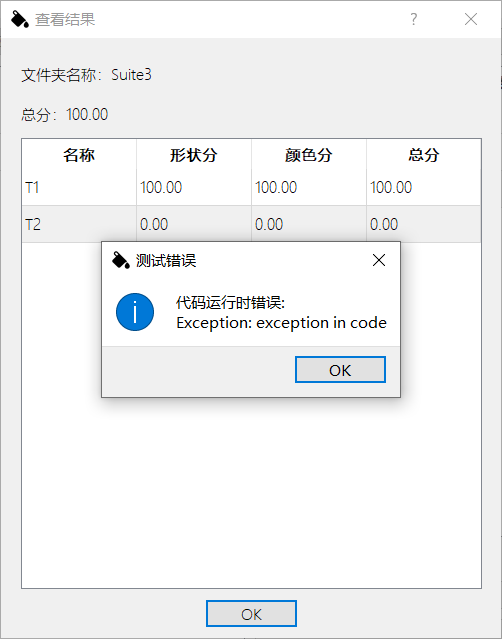 查看结果
文件夹名称：Suite3
总分：100.00
名称 形状分 颜色分 总分
T1 100.00 100.00 100.00
T2 0.00 0.00 0.00
测试错误
代码运行时错误:
Exception: exception in code
OK
OK